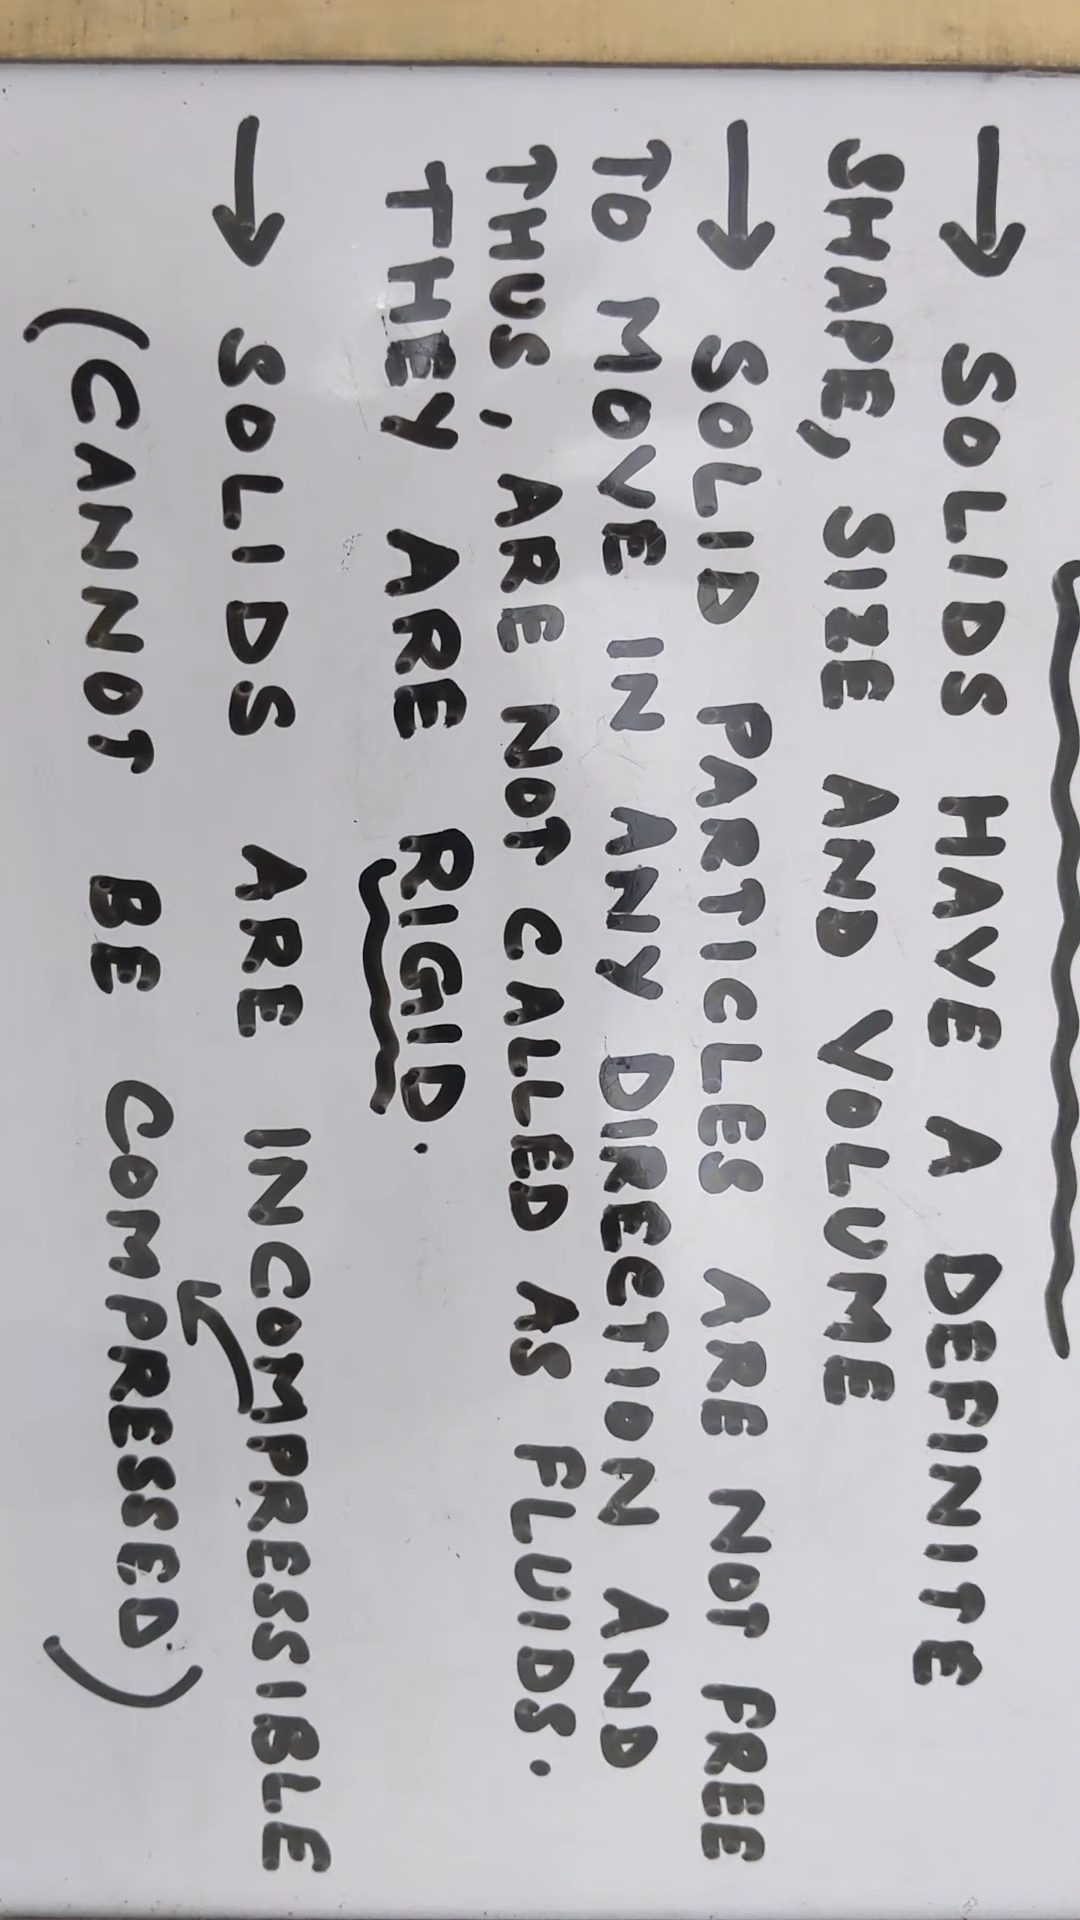 → SOLIDS HAVE A DEFINITE
SHAPE, SIZE AND VOLUME
→ SOLID PARTICLES ARE NOT FREE
TO MOVE IN ANY DIRECTION AND
THUS, ARE NOT CALLED AS FLUIDS.
THEY ARE RIGID.
→ SOLIDS ARE INCOMPRESSIBLE
(CANNOT BE COMPRESSED)